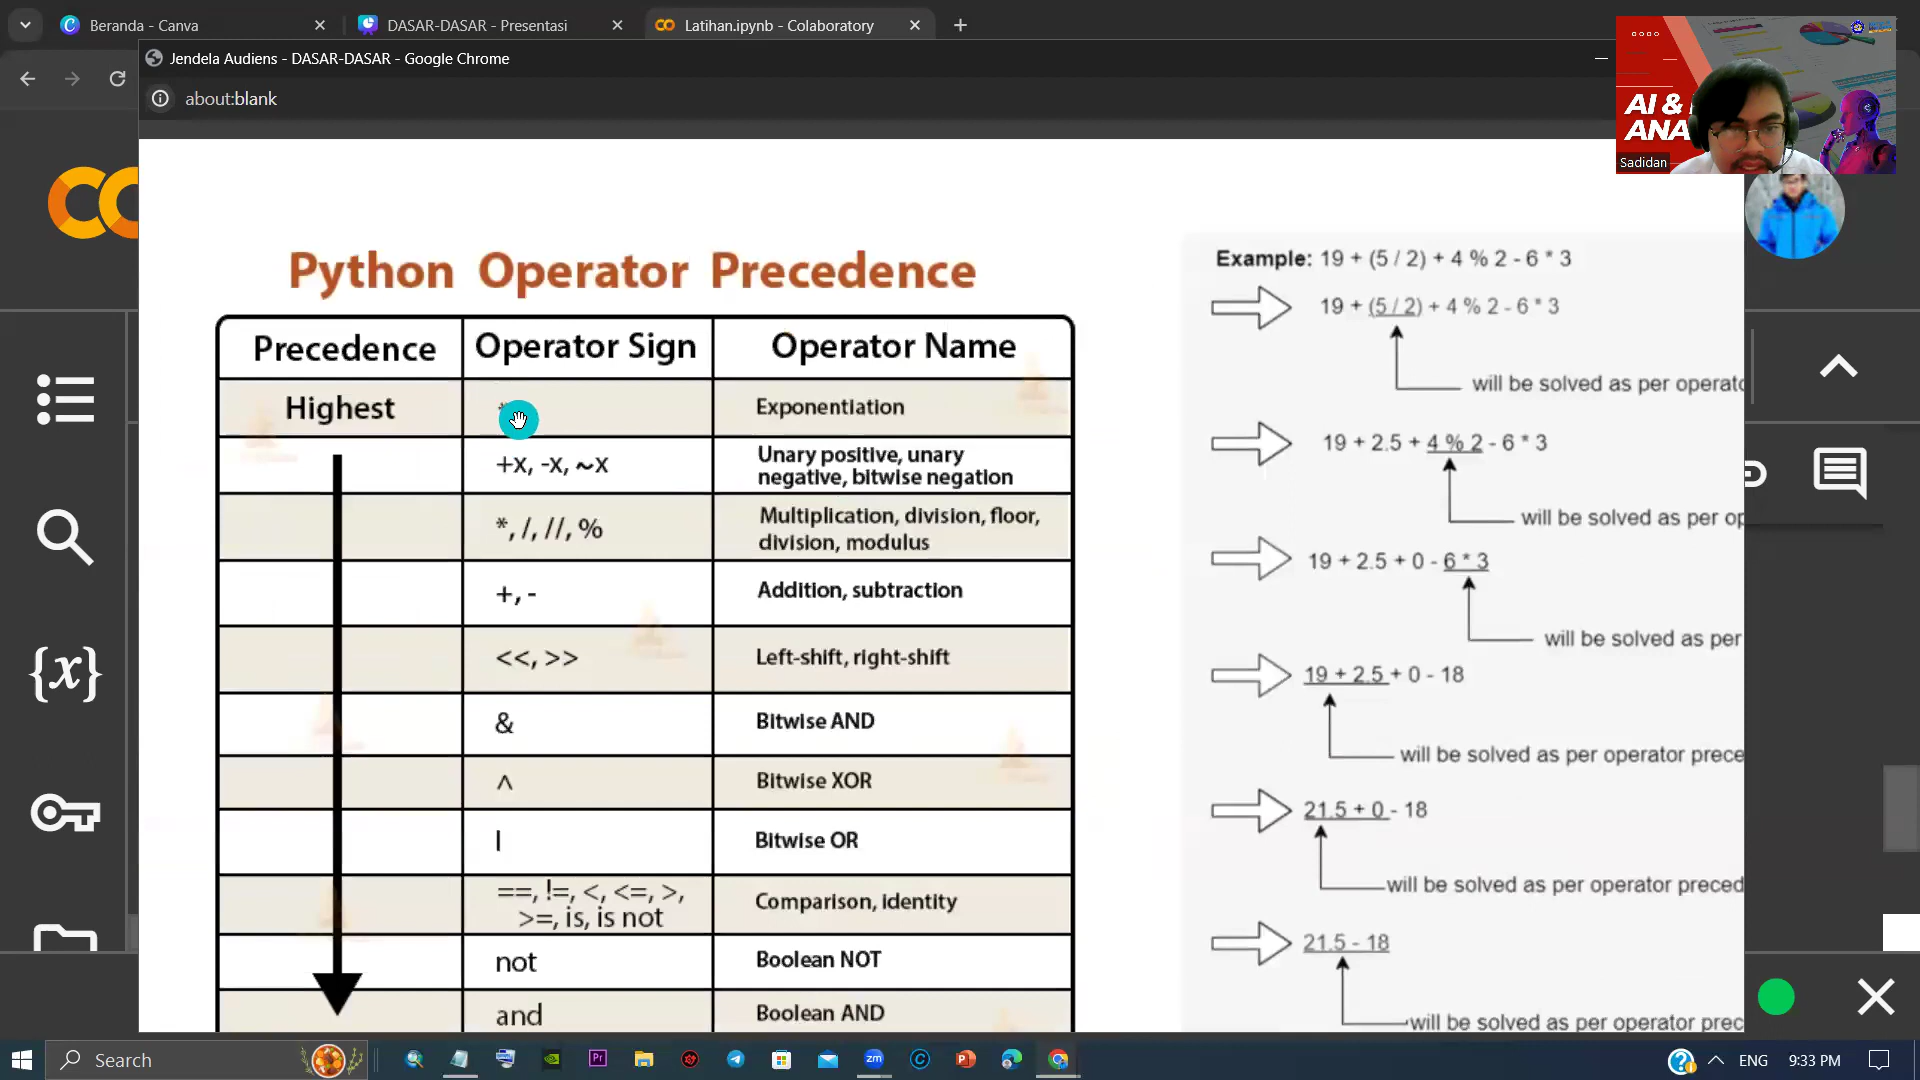 Beranda - Canva
DASAR-DASAR - Presentasi
Latihan.ipynb - Colaboratory
Jendela Audiens - DASAR-DASAR - Google Chrome
about:blank
AI &
ANA
Sadidan
Python Operator Precedence
Precedence Operator Sign Operator Name
Highest Exponentiation
+x, -x, ~x Unary positive, unary
negative, bitwise negation
*, /, //, % Multiplication, division, floor,
division, modulus
+, - Addition, subtraction
<<, >> Left-shift, right-shift
& Bitwise AND
^ Bitwise XOR
| Bitwise OR
==, !=, <, <=, >,
>=, is, is not Comparison, identity
not Boolean NOT
and Boolean AND
Example: 19 + (5 / 2) + 4 % 2 - 6 * 3
19 + (5 / 2) + 4 % 2 - 6 * 3
will be solved as per operato
19 + 2.5 + 4 % 2 - 6 * 3
will be solved as per op
19 + 2.5 + 0 - 6 * 3
will be solved as per
19 + 2.5 + 0 - 18
will be solved as per operator prece
21.5 + 0 - 18
will be solved as per operator preced
21.5 - 18
will be solved as per operator prec
{x}
Search
ENG 9:33 PM